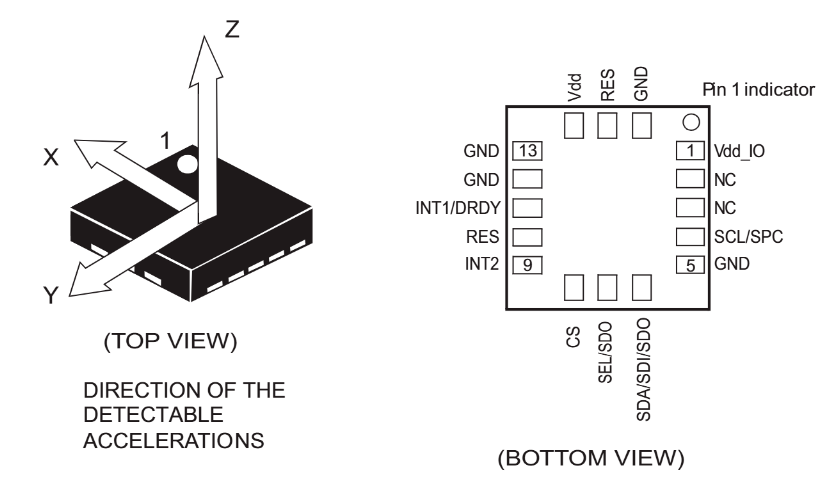 Z
X
1
Y
(TOP VIEW)
DIRECTION OF THE
DETECTABLE
ACCELERATIONS
Vdd
RES
GND
Pin 1 indicator
GND 13
GND
INT1/DRDY
RES
INT2 9
1 Vdd_IO
NC
NC
SCL/SPC
5 GND
CS
SEL/SDO
SDA/SDI/SDO
(BOTTOM VIEW)